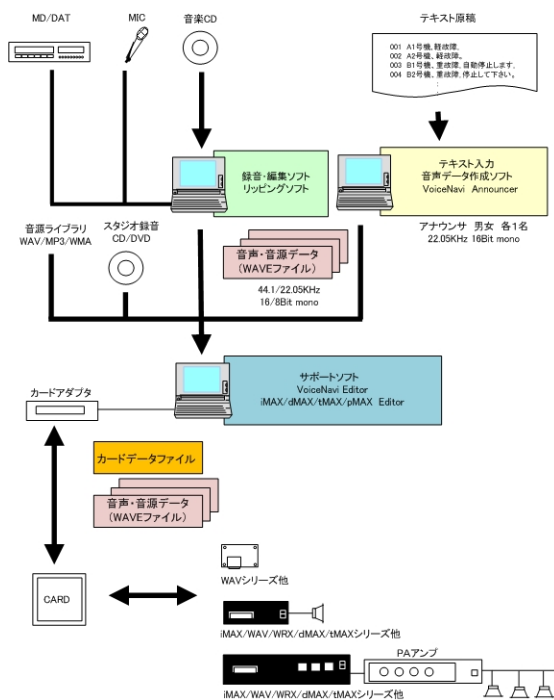 MD/DAT
MIC
音楽CD
テキスト原稿
001 A1号機、軽故障。
002 A2号機、軽故障。
003 B1号機、重故障、自動停止します。
004 B2号機、重故障、停止して下さい。
録音・編集ソフト
リッピングソフト
テキスト入力
音声データ作成ソフト
VoiceNavi Announcer
アナウンサ 男女 各1名
22.05KHz 16Bit mono
音源ライブラリ
WAV/MP3/WMA
スタジオ録音
CD/DVD
音声・音源データ
(WAVEファイル)
44.1/22.05KHz
16/8Bit mono
サポートソフト
VoiceNavi Editor
iMAX/dMAX/tMAX/pMAX Editor
カードアダプタ
カードデータファイル
音声・音源データ
(WAVEファイル)
CARD
WAVシリーズ他
iMAX/WAV/WRX/dMAX/tMAXシリーズ他
PAアンプ
iMAX/WAV/WRX/dMAX/tMAXシリーズ他